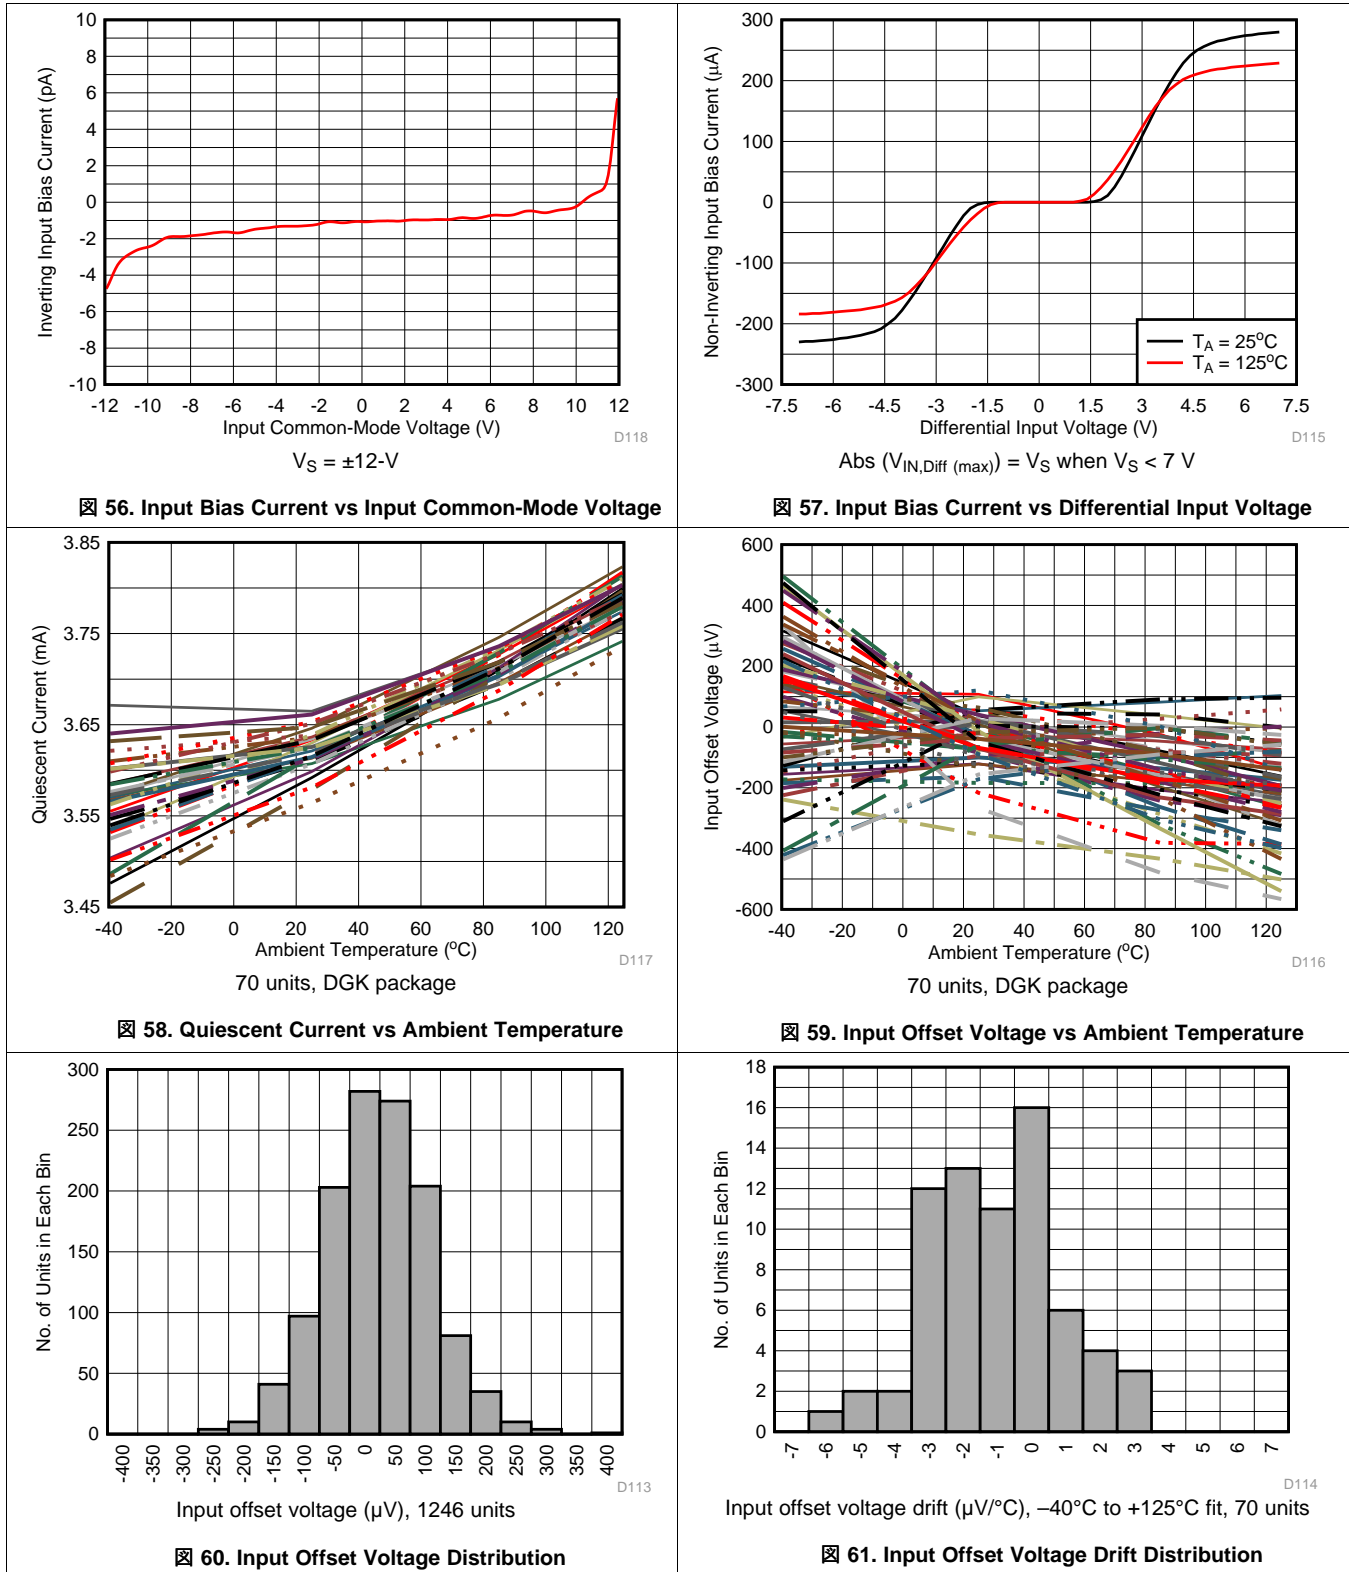 10
8
6
4
2
0
-2
-4
-6
-8
-10
Inverting Input Bias Current (pA)
-12 -10 -8 -6 -4 -2 0 2 4 6 8 10 12
Input Common-Mode Voltage (V)
D118
V_S = ±12-V
図 56. Input Bias Current vs Input Common-Mode Voltage
300
200
100
0
-100
-200
-300
Non-Inverting Input Bias Current (μA)
T_A = 25°C
T_A = 125°C
-7.5 -6 -4.5 -3 -1.5 0 1.5 3 4.5 6 7.5
Differential Input Voltage (V)
D115
Abs (V_IN,Diff (max)) = V_S when V_S < 7 V
図 57. Input Bias Current vs Differential Input Voltage
3.85
3.75
3.65
3.55
3.45
Quiescent Current (mA)
-40 -20 0 20 40 60 80 100 120
Ambient Temperature (°C)
D117
70 units, DGK package
図 58. Quiescent Current vs Ambient Temperature
600
400
200
0
-200
-400
-600
Input Offset Voltage (μV)
-40 -20 0 20 40 60 80 100 120
Ambient Temperature (°C)
D116
70 units, DGK package
図 59. Input Offset Voltage vs Ambient Temperature
300
250
200
150
100
50
0
No. of Units in Each Bin
-400 -350 -300 -250 -200 -150 -100 -50 0 50 100 150 200 250 300 350 400
D113
Input offset voltage (μV), 1246 units
図 60. Input Offset Voltage Distribution
18
16
14
12
10
8
6
4
2
0
No. of Units in Each Bin
-7 -6 -5 -4 -3 -2 -1 0 1 2 3 4 5 6 7
D114
Input offset voltage drift (μV/°C), –40°C to +125°C fit, 70 units
図 61. Input Offset Voltage Drift Distribution